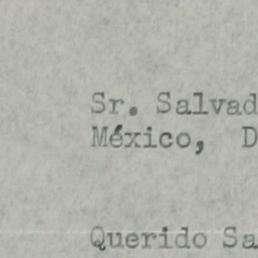 Sr. Salvad
México, D
Querido Sa